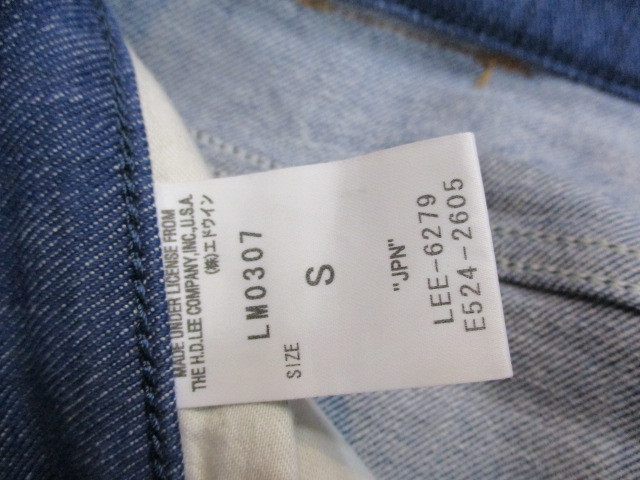 MADE UNDER LICENSE FROM
THE H.D.LEE COMPANY,INC.,U.S.A.
(株)エドウイン
LM0307
SIZE S
"JPN"
LEE-6279
E524-2605